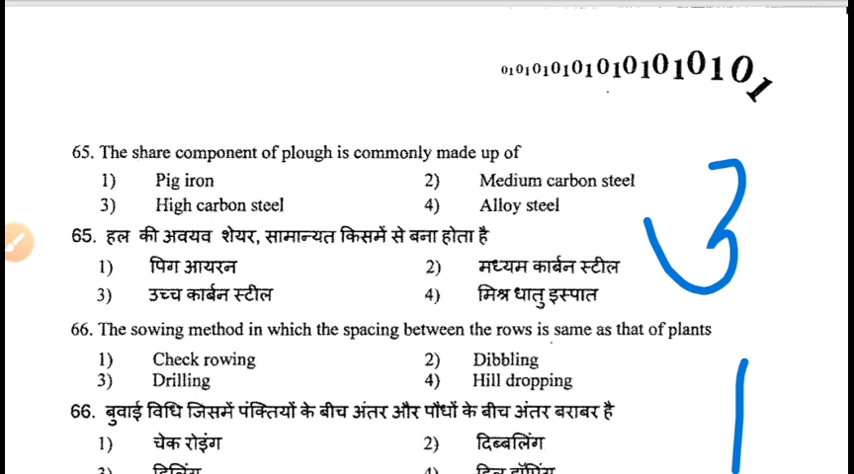 0101010101010101010101
65. The share component of plough is commonly made up of
1) Pig iron 2) Medium carbon steel
3) High carbon steel 4) Alloy steel
65. हल की अवयव शेयर, सामान्यत किसमें से बना होता है
1) पिग आयरन 2) मध्यम कार्बन स्टील
3) उच्च कार्बन स्टील 4) मिश्र धातु इस्पात
3
66. The sowing method in which the spacing between the rows is same as that of plants
1) Check rowing 2) Dibbling
3) Drilling 4) Hill dropping
66. बुवाई विधि जिसमें पंक्तियों के बीच अंतर और पौधों के बीच अंतर बराबर है
1) चेक रोइंग 2) दिब्बलिंग
1